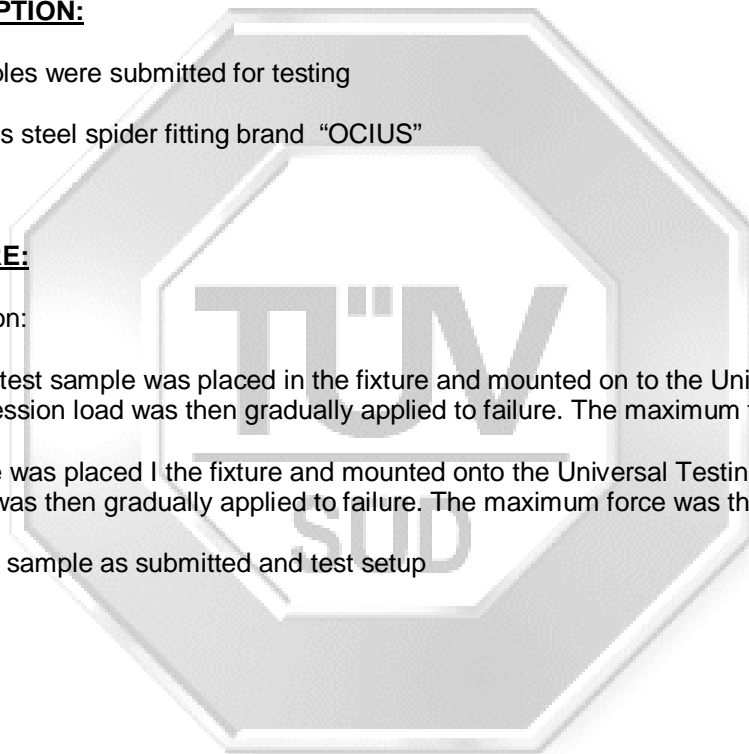 PTION:
ples were submitted for testing
s steel spider fitting brand “OCIUS”
RE:
on:
test sample was placed in the fixture and mounted on to the Uni
ession load was then gradually applied to failure. The maximum f
e was placed I the fixture and mounted onto the Universal Testin
was then gradually applied to failure. The maximum force was th
sample as submitted and test setup
TÜV
SÜD